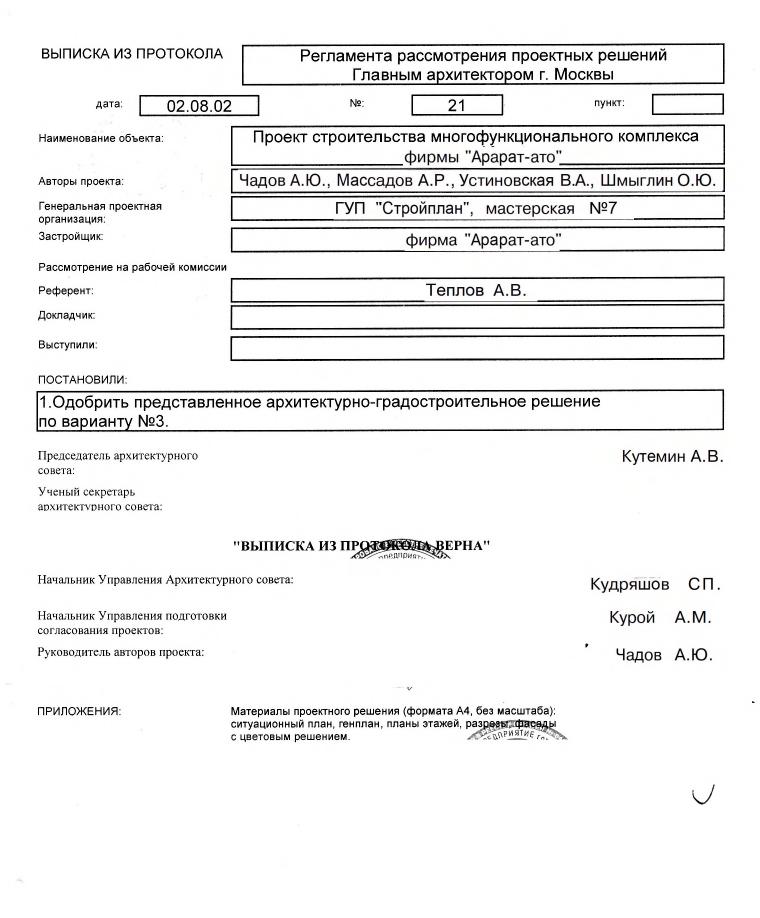 ВЫПИСКА ИЗ ПРОТОКОЛА
Регламента рассмотрения проектных решений
Главным архитектором г. Москвы
дата: 02.08.02 №: 21 пункт:
Наименование объекта: Проект строительства многофункционального комплекса
фирмы "Арарат-ато"
Авторы проекта: Чадов А.Ю., Массадов А.Р., Устиновская В.А., Шмыглин О.Ю.
Генеральная проектная
организация:
ГУП "Стройплан", мастерская №7
Застройщик: фирма "Арарат-ато"
Рассмотрение на рабочей комиссии
Референт: Теплов А.В.
Докладчик:
Выступили:
ПОСТАНОВИЛИ:
1.Одобрить представленное архитектурно-градостроительное решение
по варианту №3.
Председатель архитектурного
совета:
Кутемин А.В.
Ученый секретарь
архитектурного совета:
"ВЫПИСКА ИЗ ПРОТОКОЛА ВЕРНА"
Начальник Управления Архитектурного совета: Кудряшов СП.
Начальник Управления подготовки
согласования проектов:
Курой А.М.
Руководитель авторов проекта: Чадов А.Ю.
ПРИЛОЖЕНИЯ: Материалы проектного решения (формата А4, без масштаба):
ситуационный план, генплан, планы этажей, разрезы, фасады
с цветовым решением.